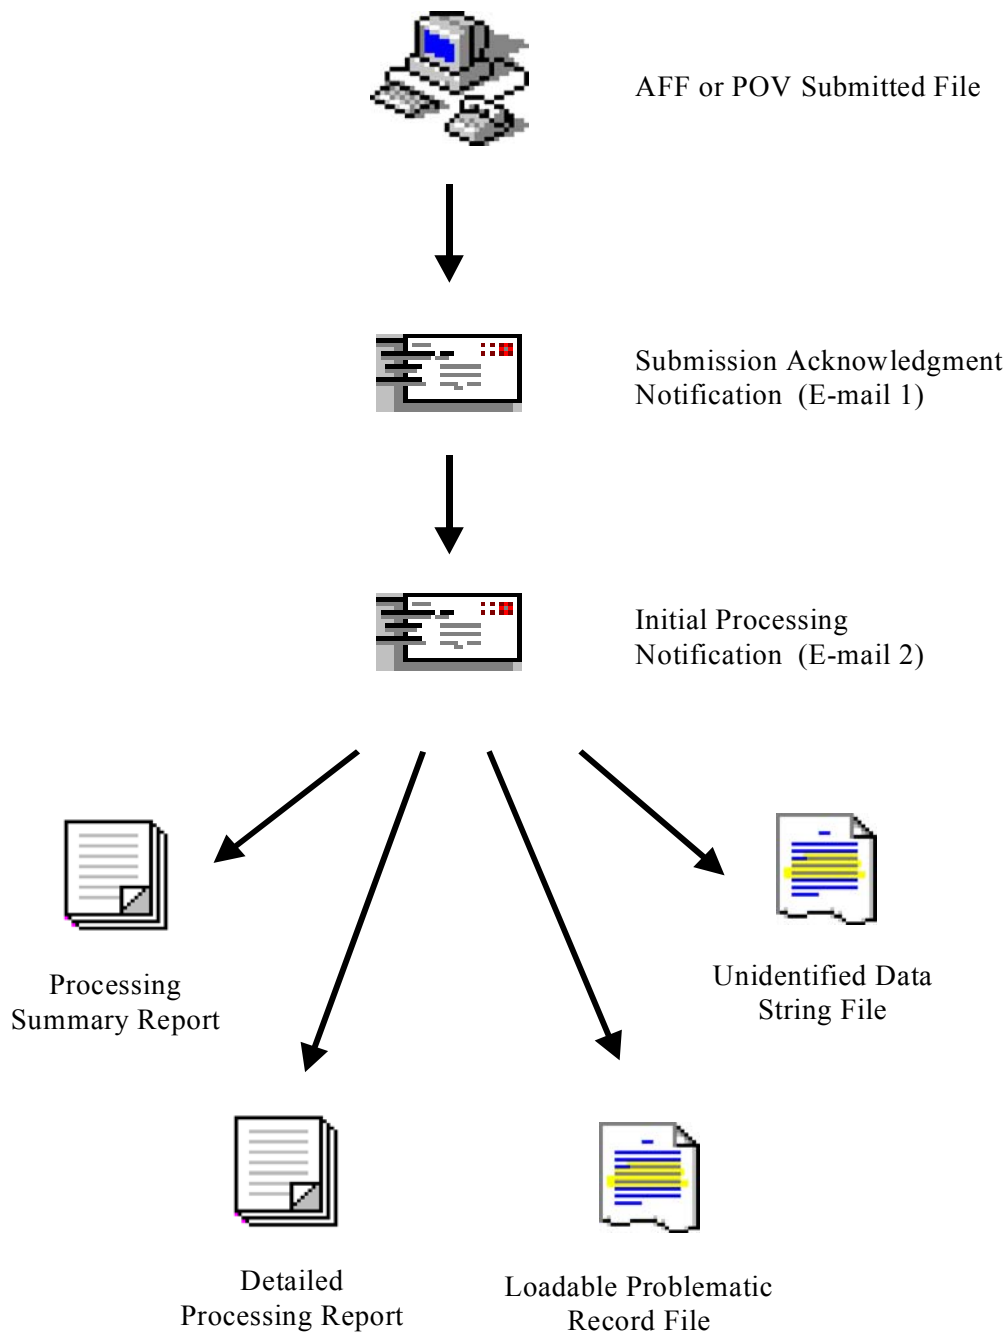 AFF or POV Submitted File
Submission Acknowledgment
Notification (E-mail 1)
Initial Processing
Notification (E-mail 2)
Processing
Summary Report
Unidentified Data
String File
Detailed
Processing Report
Loadable Problematic
Record File